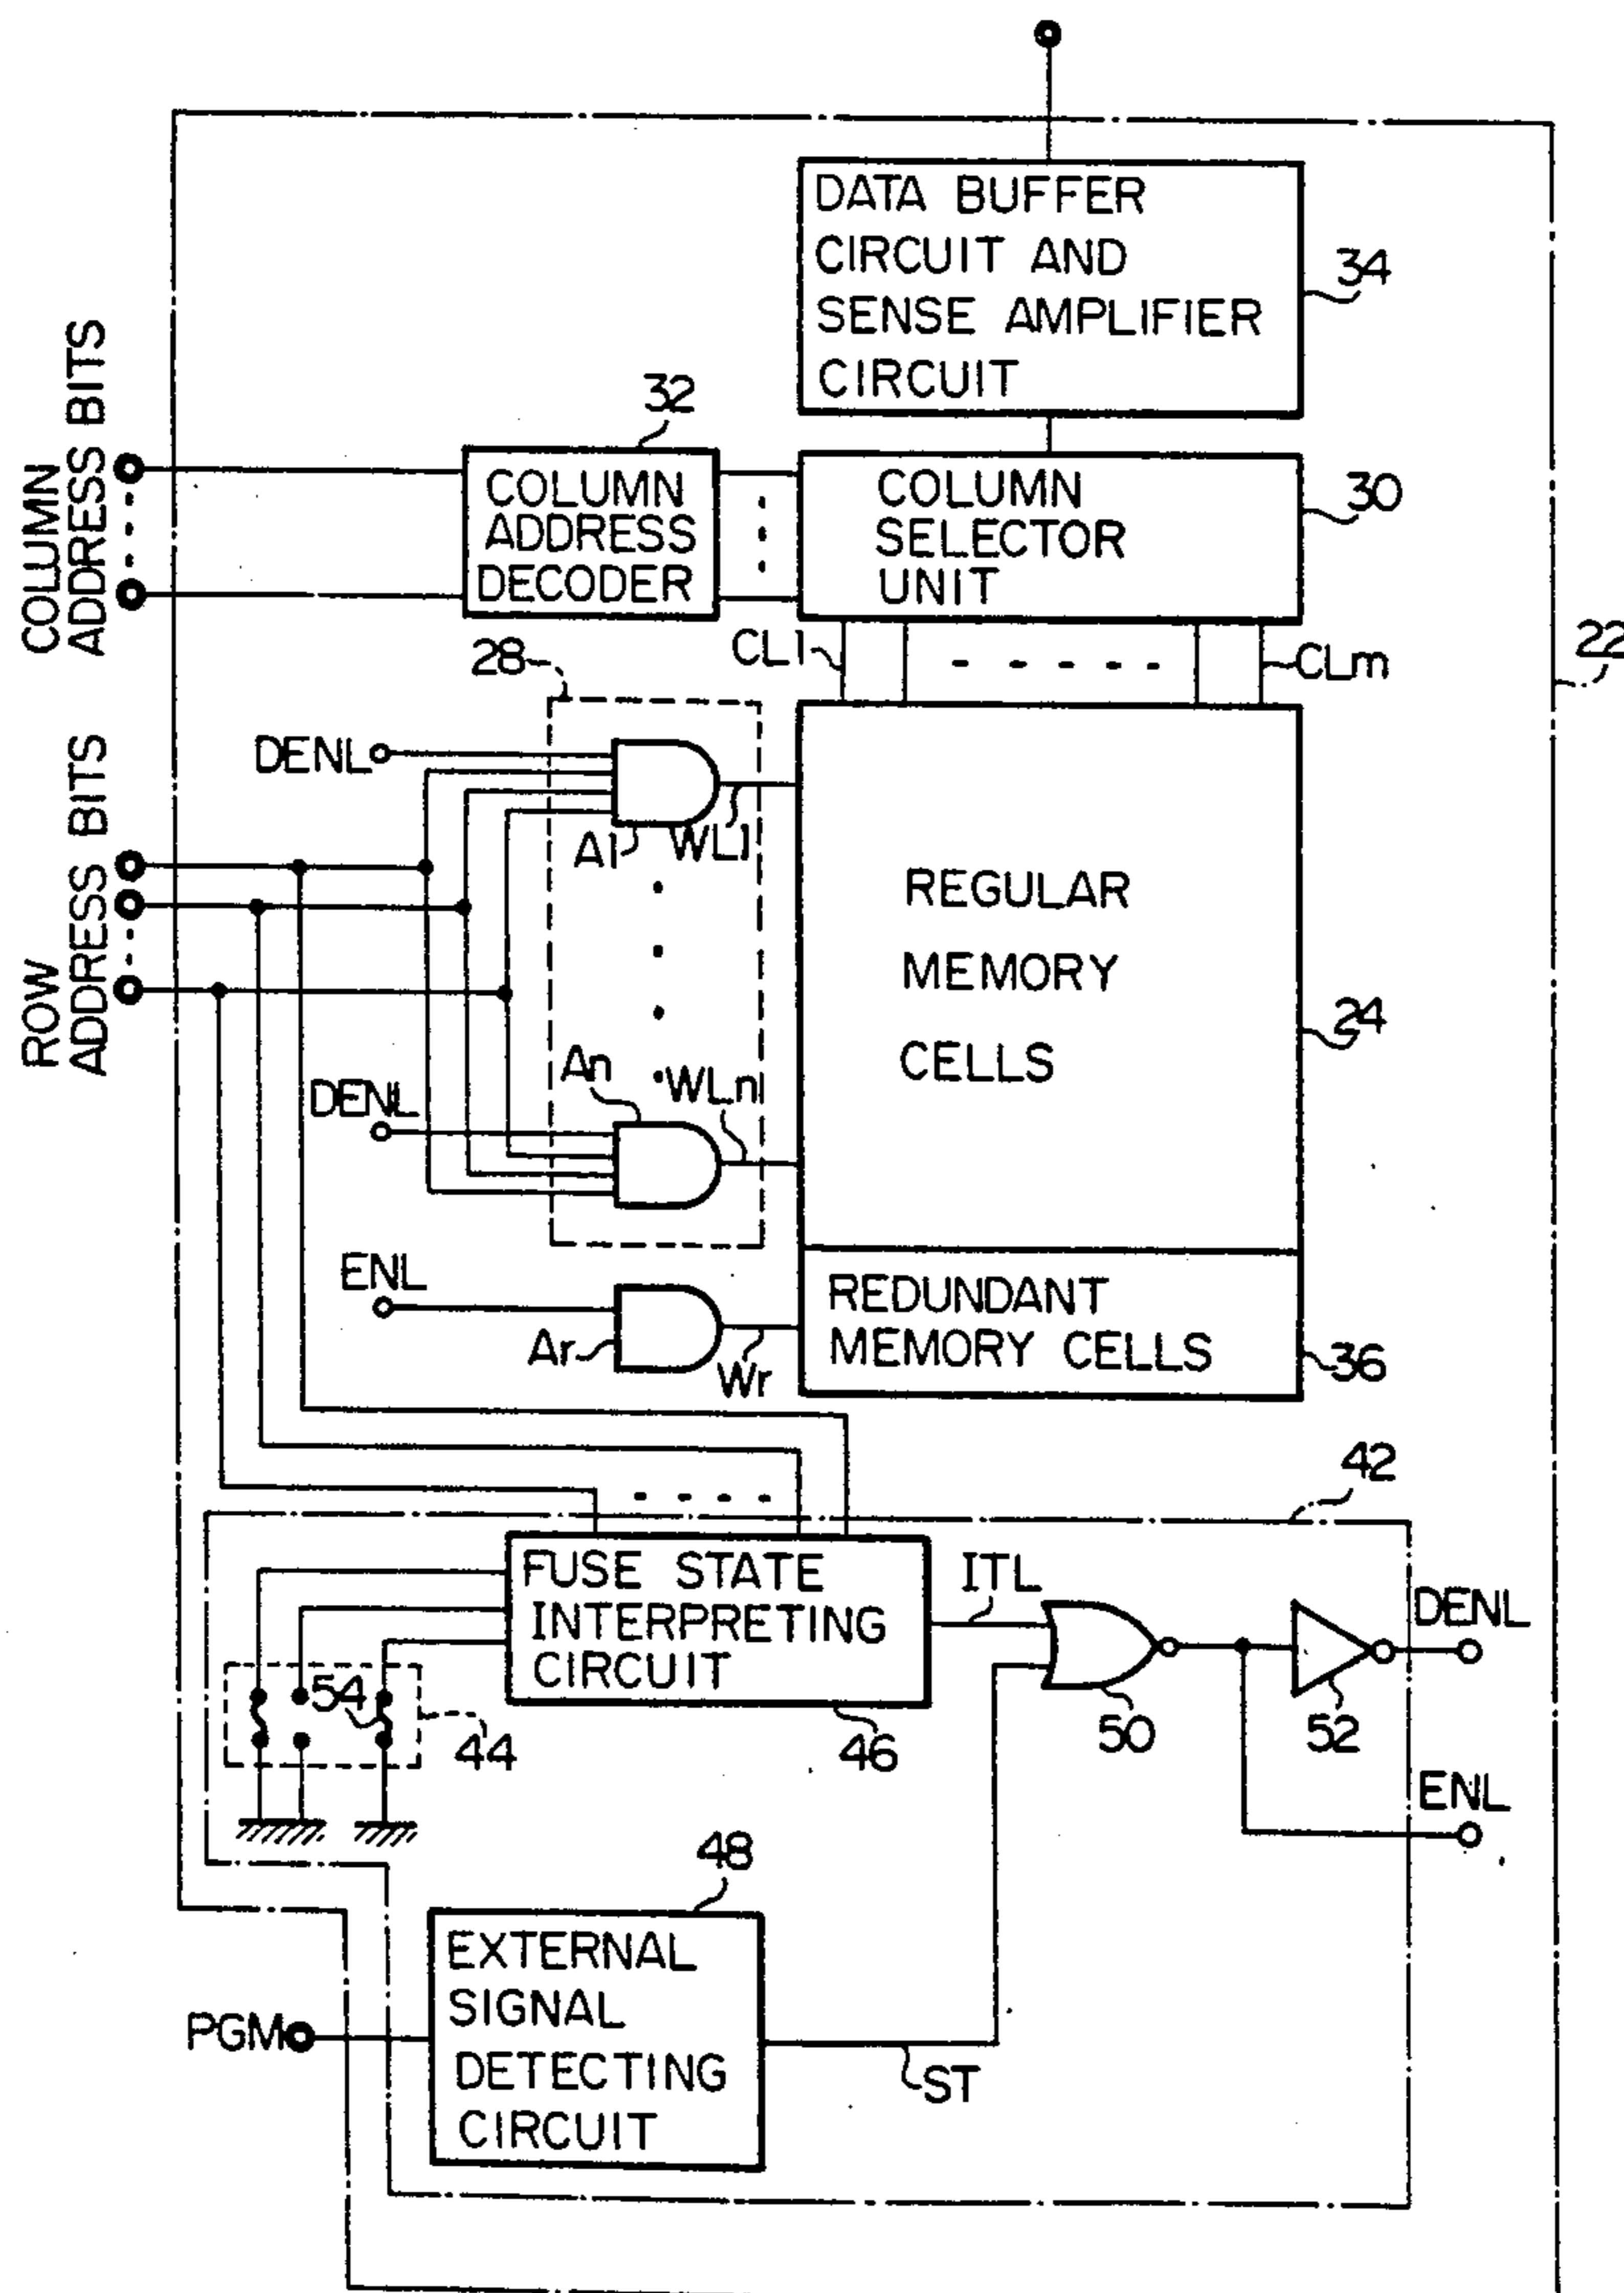 DATA BUFFER
CIRCUIT AND
SENSE AMPLIFIER
CIRCUIT
34
COLUMN
ADDRESS BITS
32
COLUMN
ADDRESS
DECODER
COLUMN
SELECTOR
UNIT
30
28
CL1
CLm
22
ROW
ADDRESS BITS
DENL
A1
WL1
REGULAR
MEMORY
CELLS
24
An
WLn
DENL
ENL
Ar
Wr
REDUNDANT
MEMORY CELLS
36
42
FUSE STATE
INTERPRETING
CIRCUIT
ITL
DENL
54
44
46
50
52
ENL
48
EXTERNAL
SIGNAL
DETECTING
CIRCUIT
PGM
ST